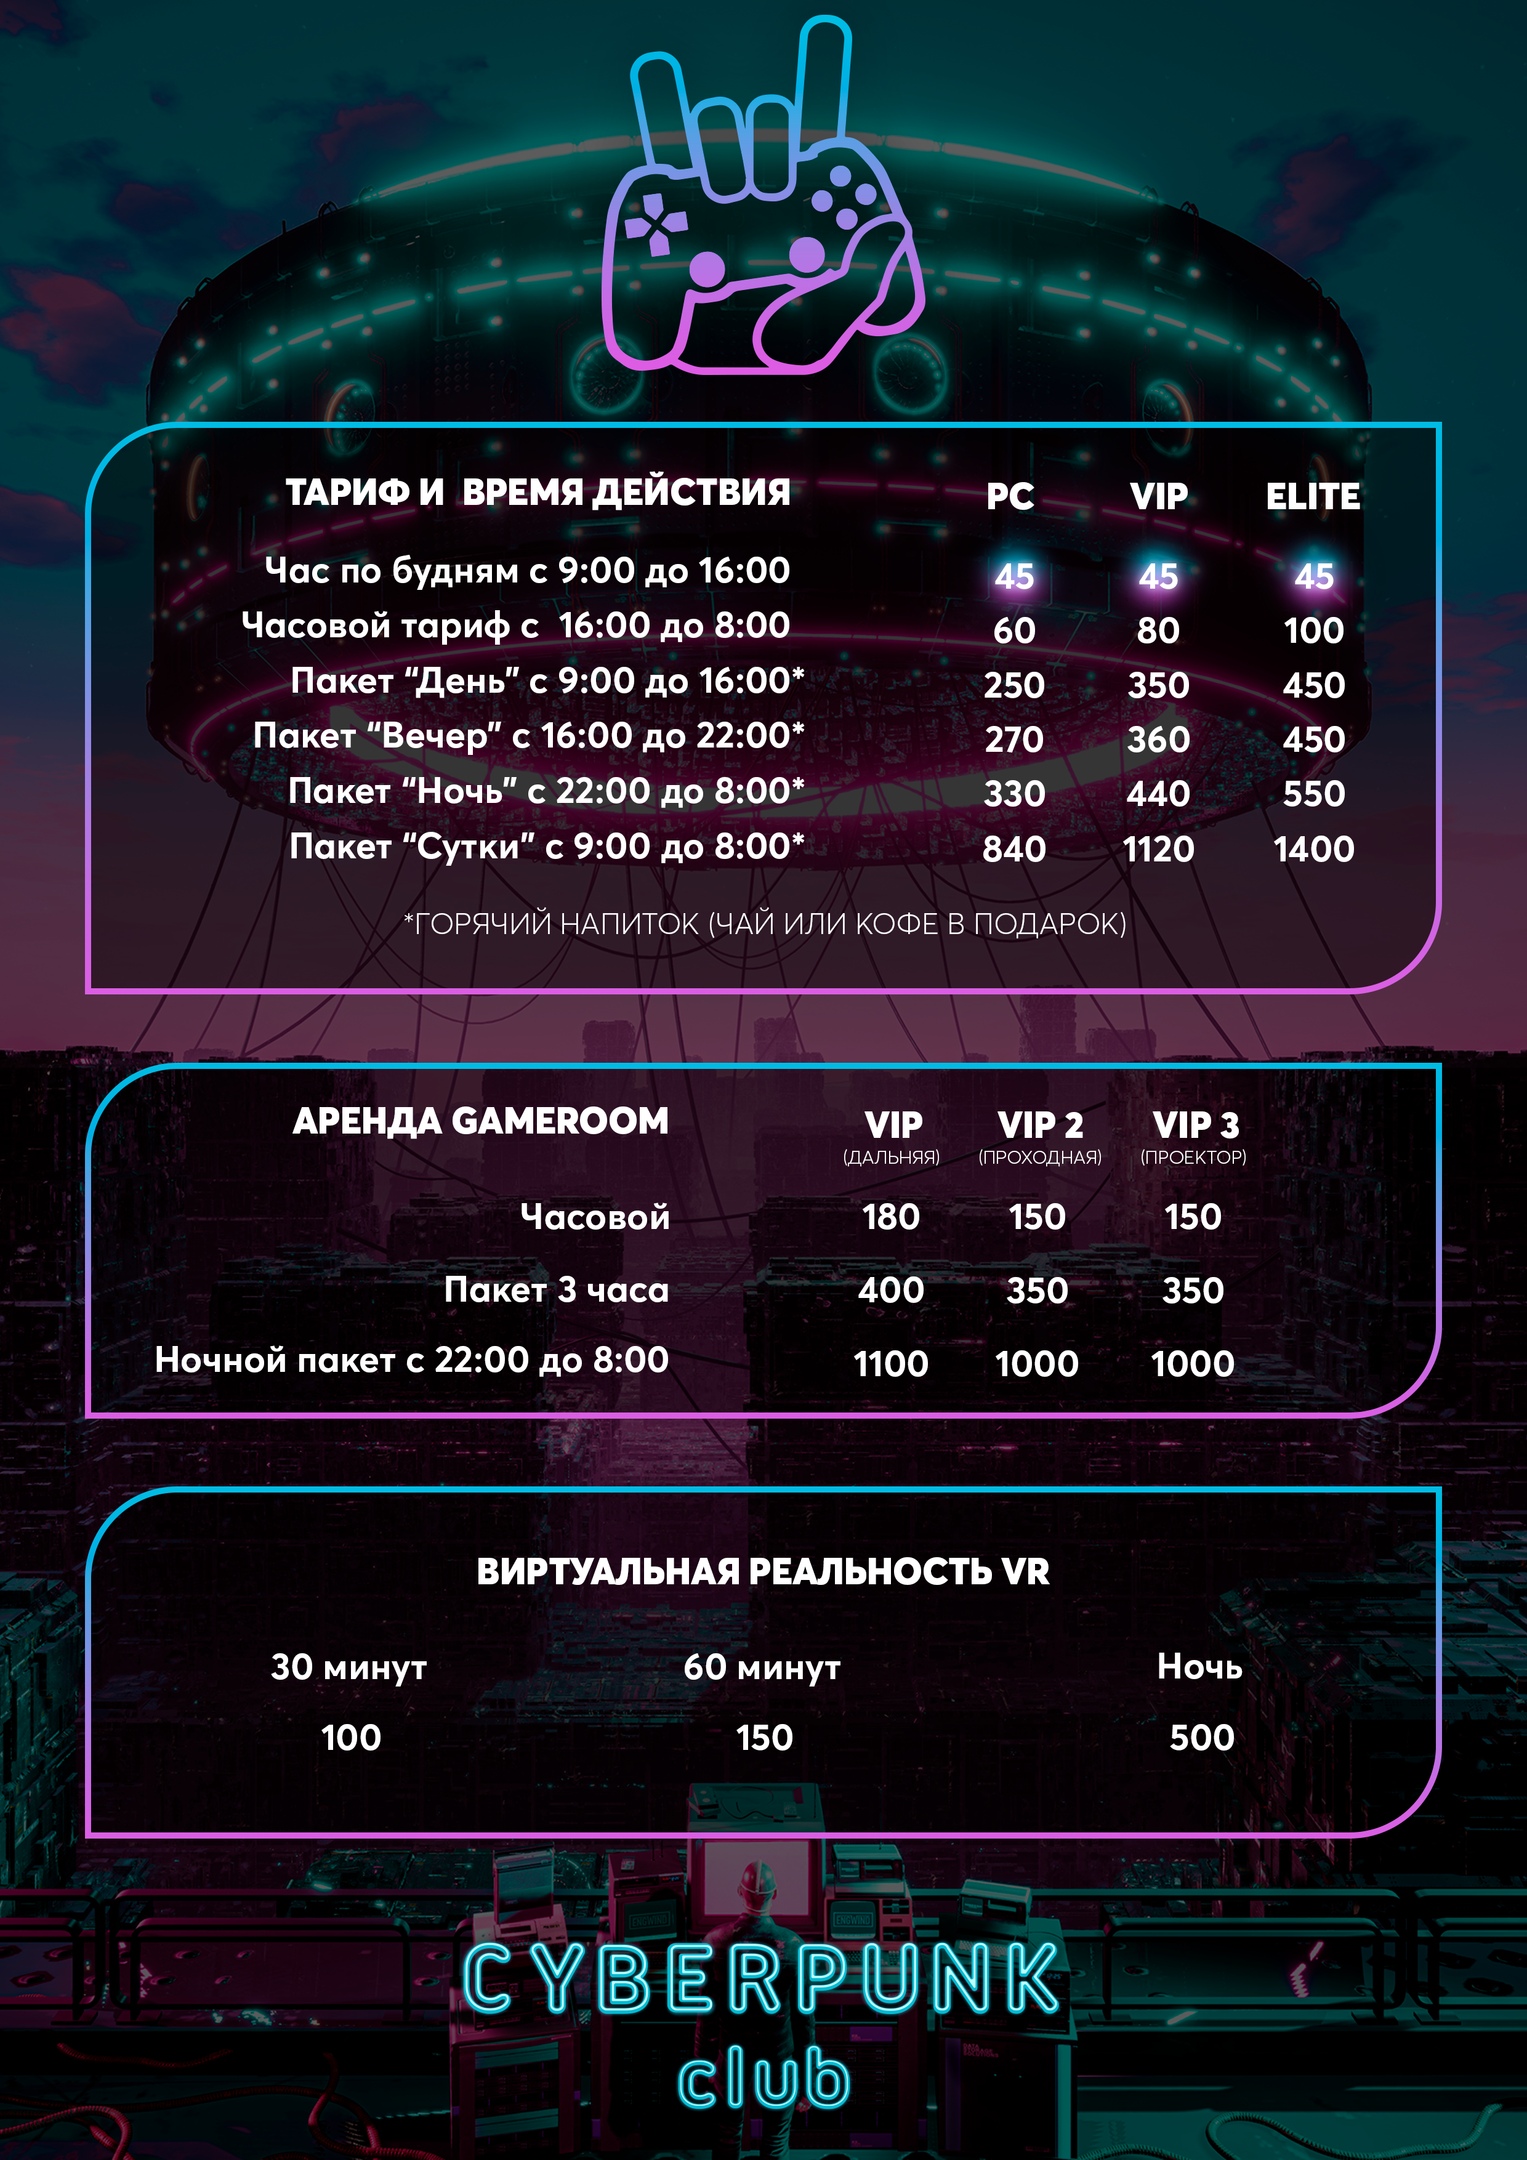 ТАРИФ И ВРЕМЯ ДЕЙСТВИЯ PC VIP ELITE
Час по будням с 9:00 до 16:00 45 45 45
Часовой тариф с 16:00 до 8:00 60 80 100
Пакет “День” с 9:00 до 16:00* 250 350 450
Пакет “Вечер” с 16:00 до 22:00* 270 360 450
Пакет “Ночь” с 22:00 до 8:00* 330 440 550
Пакет “Сутки” с 9:00 до 8:00* 840 1120 1400
*ГОРЯЧИЙ НАПИТОК (ЧАЙ ИЛИ КОФЕ В ПОДАРОК)
АРЕНДА GAMEROOM VIP VIP 2 VIP 3
(ДАЛЬНЯЯ) (ПРОХОДНАЯ) (ПРОЕКТОР)
Часовой 180 150 150
Пакет 3 часа 400 350 350
Ночной пакет с 22:00 до 8:00 1100 1000 1000
ВИРТУАЛЬНАЯ РЕАЛЬНОСТЬ VR
30 минут 60 минут Ночь
100 150 500
CYBERPUNK
club